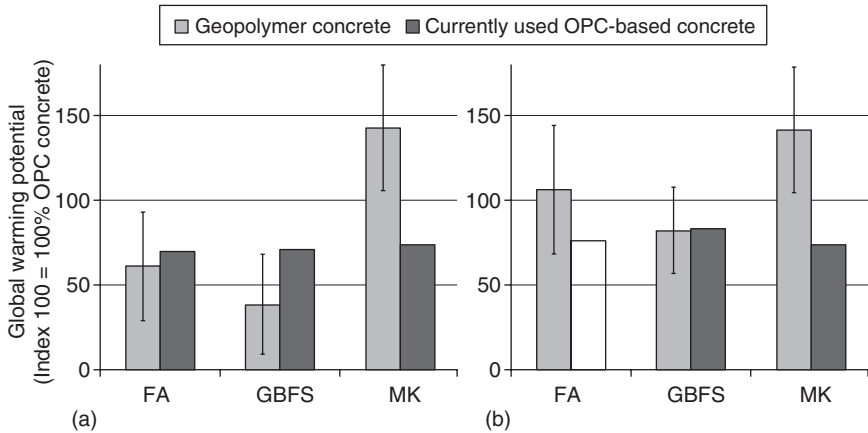 Geopolymer concrete Currently used OPC-based concrete
Global warming potential
(Index 100 = 100% OPC concrete)
150
100
50
0
FA GBFS MK
(a)
150
100
50
0
FA GBFS MK
(b)